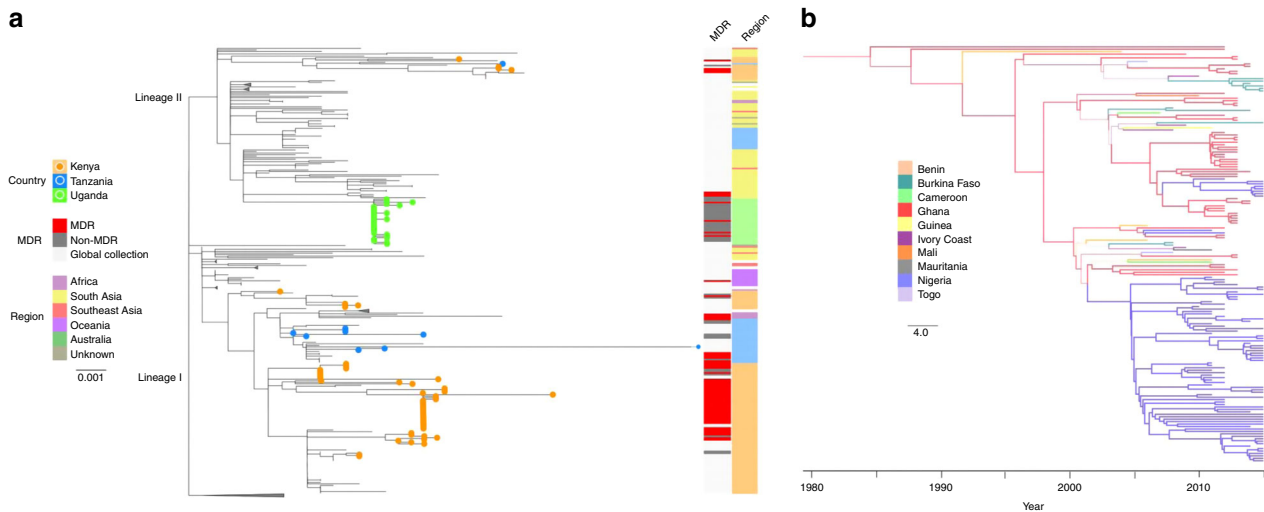 a
MDR
Region
Lineage II
Country
Kenya
Tanzania
Uganda
MDR
MDR
Non-MDR
Global collection
Region
Africa
South Asia
Southeast Asia
Oceania
Australia
Unknown
0.001
Lineage I
b
Benin
Burkina Faso
Cameroon
Ghana
Guinea
Ivory Coast
Mali
Mauritania
Nigeria
Togo
4.0
1980
1990
2000
2010
Year